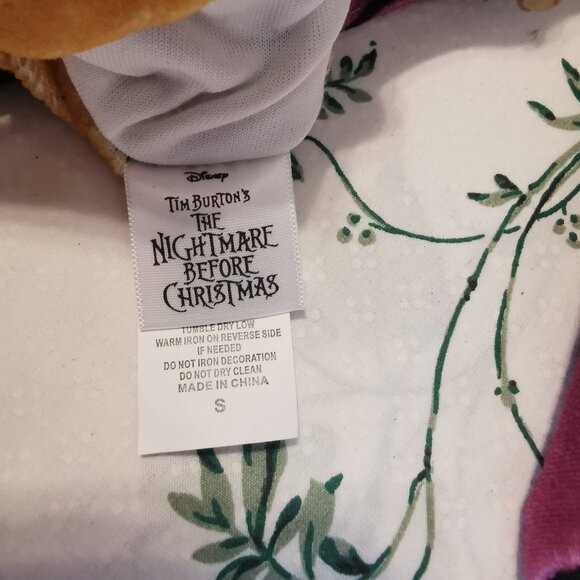 Disney
TIM BURTON'S
THE
NIGHTMARE
BEFORE
CHRISTMAS
TUMBLE DRY LOW
WARM IRON ON REVERSE SIDE
IF NEEDED
DO NOT IRON DECORATION
DO NOT DRY CLEAN
MADE IN CHINA
S